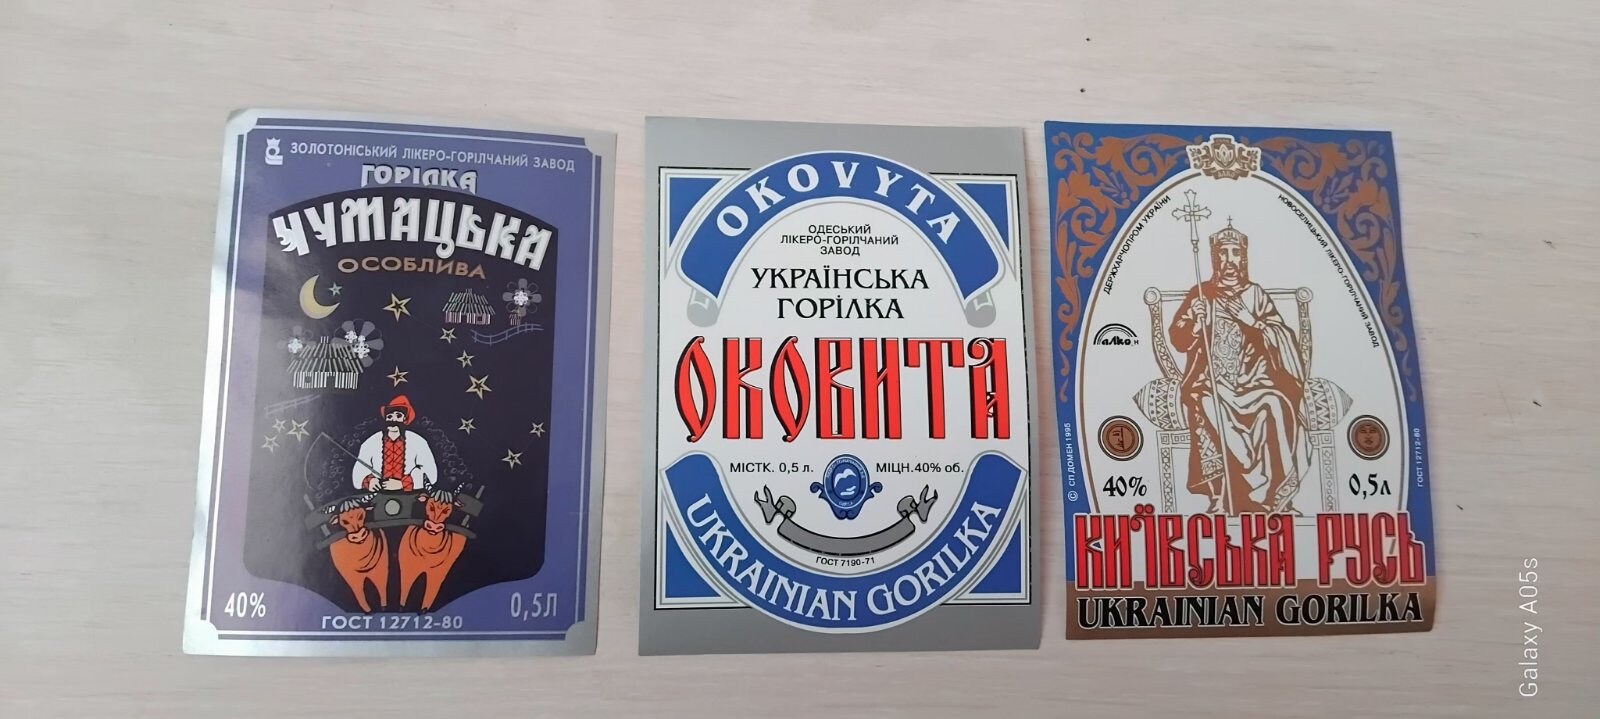 ЗОЛОТОНІСЬКИЙ ЛІКЕРО-ГОРІЛЧАНИЙ ЗАВОД
ГОРІЛКА
ЧУМАЦЬКА
ОСОБЛИВА
40%
0,5Л
ГОСТ 12712-80
OKOVYTA
ОДЕСЬКИЙ
ЛІКЕРО-ГОРІЛЧАНИЙ
ЗАВОД
УКРАЇНСЬКА
ГОРІЛКА
ОКОВИТА
МІСТК. 0,5 л.
МІЦН.40% об.
ГОСТ 7190-71
UKRAINIAN GORILKA
ДЕРЖХАРЧОПРОМ УКРАЇНИ
НОВОСЕЛИЦЬКИЙ ЛІКЕРО-ГОРІЛЧАНИЙ ЗАВОД
алко
© СП ДОМЕН 1995
ГОСТ 12712-80
40%
0,5л
КИЇВСЬКА РУСЬ
UKRAINIAN GORILKA
Galaxy A05s